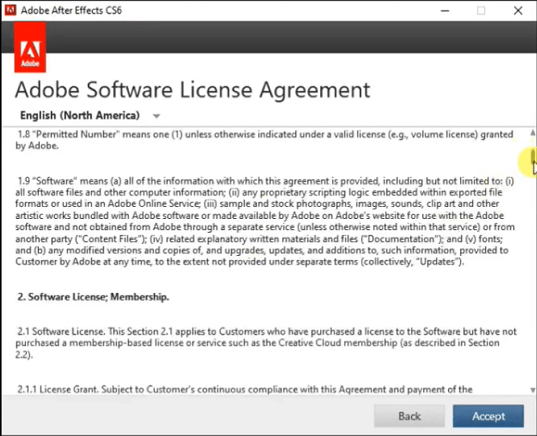 Adobe After Effects CS6
Adobe
Adobe Software License Agreement
English (North America)
1.8 "Permitted Number" means one (1) unless otherwise indicated under a valid license (e.g., volume license) granted
by Adobe.
1.9 "Software" means (a) all of the information with which this agreement is provided, including but not limited to: (i)
all software files and other computer information; (ii) any proprietary scripting logic embedded within exported file
formats or used in an Adobe Online Service; (iii) sample and stock photographs, images, sounds, clip art and other
artistic works bundled with Adobe software or made available by Adobe on Adobe's website for use with the Adobe
software and not obtained from Adobe through a separate service (unless otherwise noted within that service) or from
another party ("Content Files"); (iv) related explanatory written materials and files ("Documentation"); and (v) fonts;
and (b) any modified versions and copies of, and upgrades, updates, and additions to, such information, provided to
Customer by Adobe at any time, to the extent not provided under separate terms (collectively, "Updates").
2. Software License; Membership.
2.1 Software License. This Section 2.1 applies to Customers who have purchased a license to the Software but have not
purchased a membership-based license or service such as the Creative Cloud membership (as described in Section
2.2).
2.1.1 License Grant. Subject to Customer's continuous compliance with this Agreement and payment of the
Back
Accept